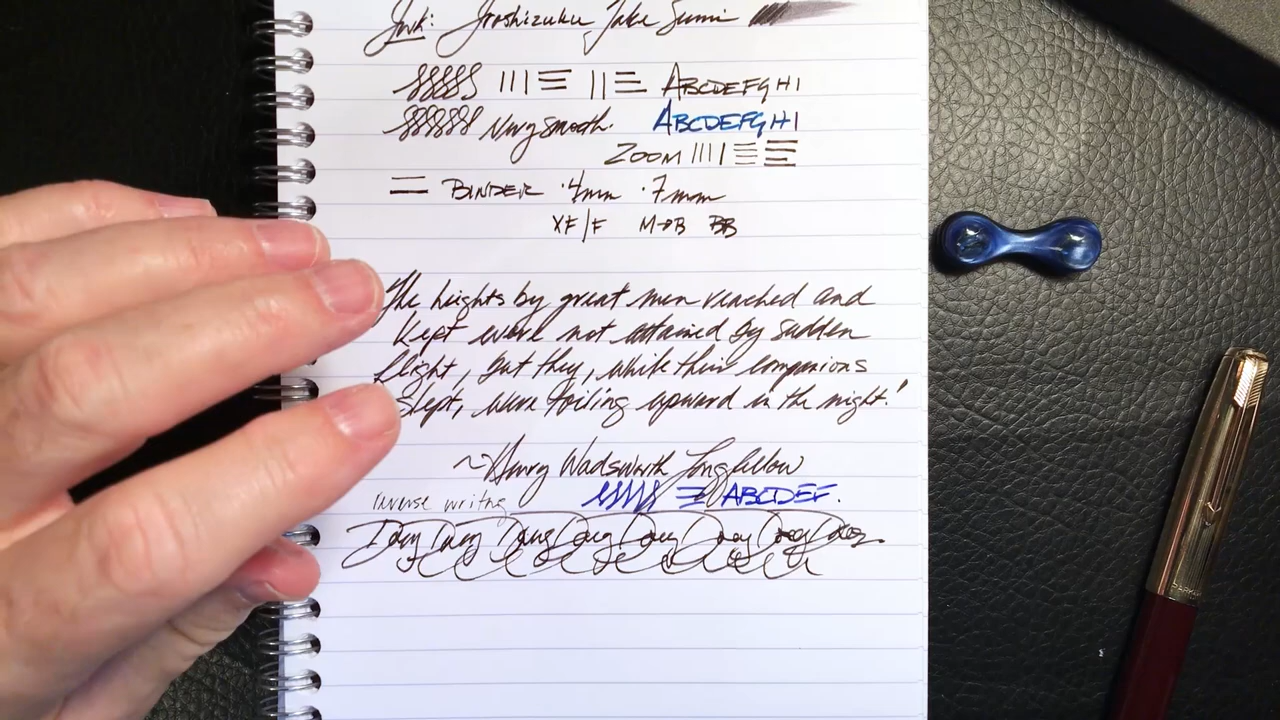 Ink: Iroshizuku Take Sumi
ABCDEFGHI
Very smooth. ABCDEFGHI
ZOOM
BINDER .4mm .7mm
XF/F M→B BB
The heights by great men reached and
kept were not attained by sudden
flight, but they, while their companions
slept, were toiling upward in the night."
~Henry Wadsworth Longfellow
inverse writing ABCDEF.
PARKER